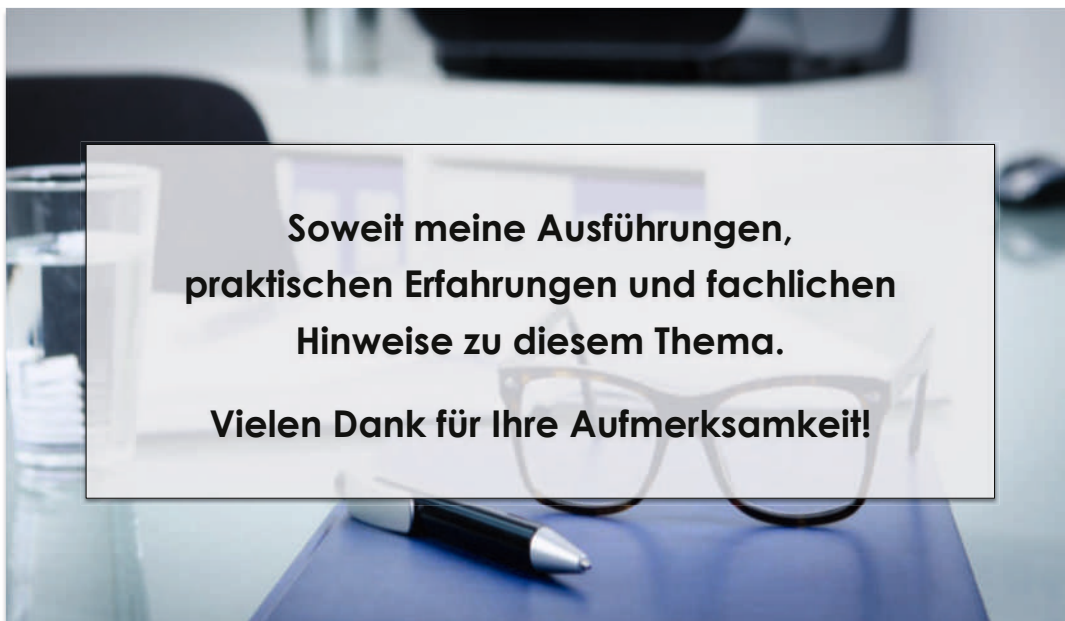 Soweit meine Ausführungen,
praktischen Erfahrungen und fachlichen
Hinweise zu diesem Thema.
Vielen Dank für Ihre Aufmerksamkeit!